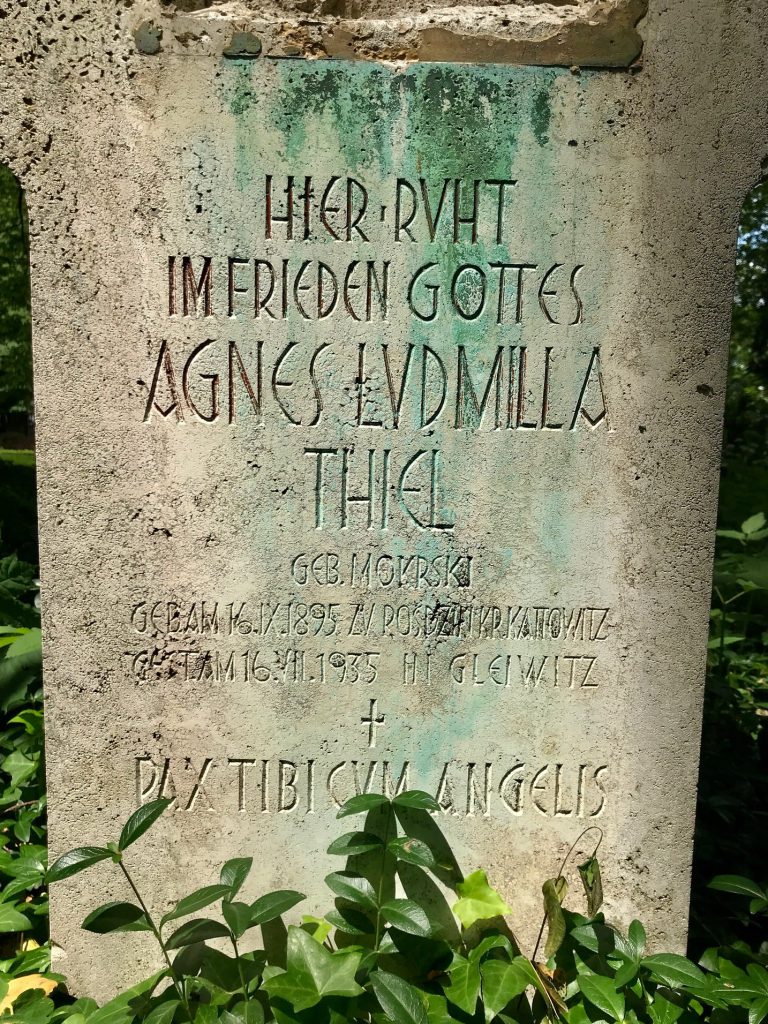 HIER · RVHT
IM FRIEDEN GOTTES
AGNES LVDMILLA
THIEL
GEB. MOKRSKI
GEB. AM 16. IX. 1895. ZV. ROSDZIN KR. KATTOWITZ
GEST. AM 16. VII. 1935 IN GLEIWITZ
PAX TIBI CVM ANGELIS